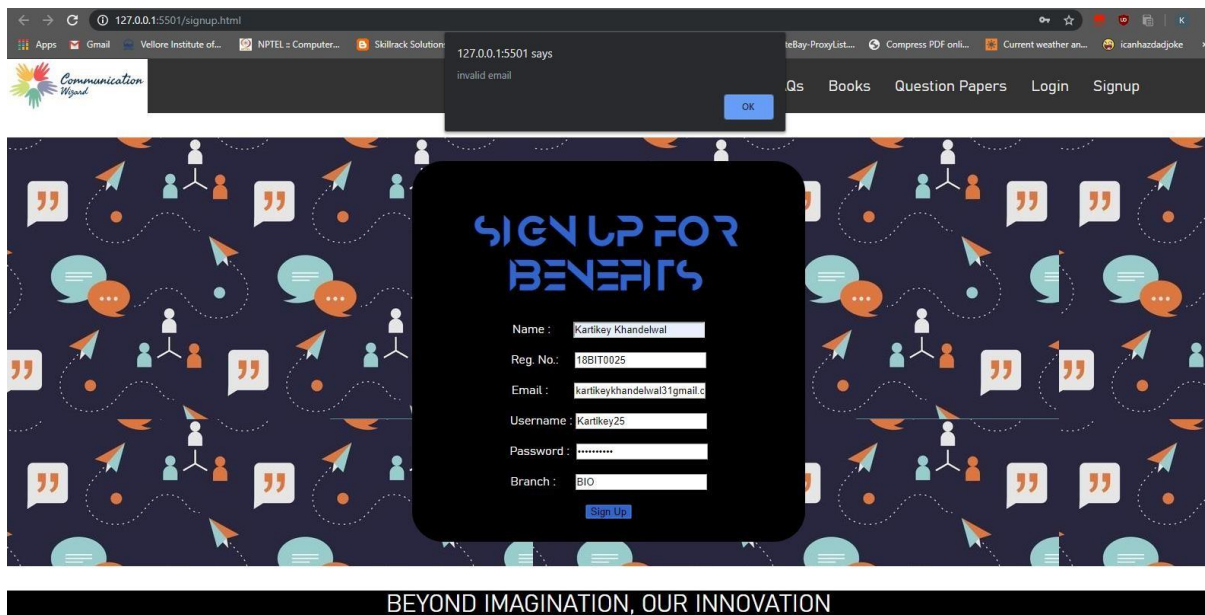 127.0.0.1:5501/signup.html
K
Apps Gmail Vellore Institute of... NPTEL :: Computer... Skillrack Solution teBay-ProxyList.... Compress PDF onli... Current weather an... icanhazdadjoke
127.0.0.1:5501 says
invalid email
OK
Communication
Wizard
Qs Books Question Papers Login Signup
SIGN UP FOR
BENEFITS
Name : Kartikey Khandelwal
Reg. No.: 18BIT0025
Email : kartikeykhandelwal31gmail.c
Username : Kartikey25
Password : ••••••••••
Branch : BIO
Sign Up
BEYOND IMAGINATION, OUR INNOVATION